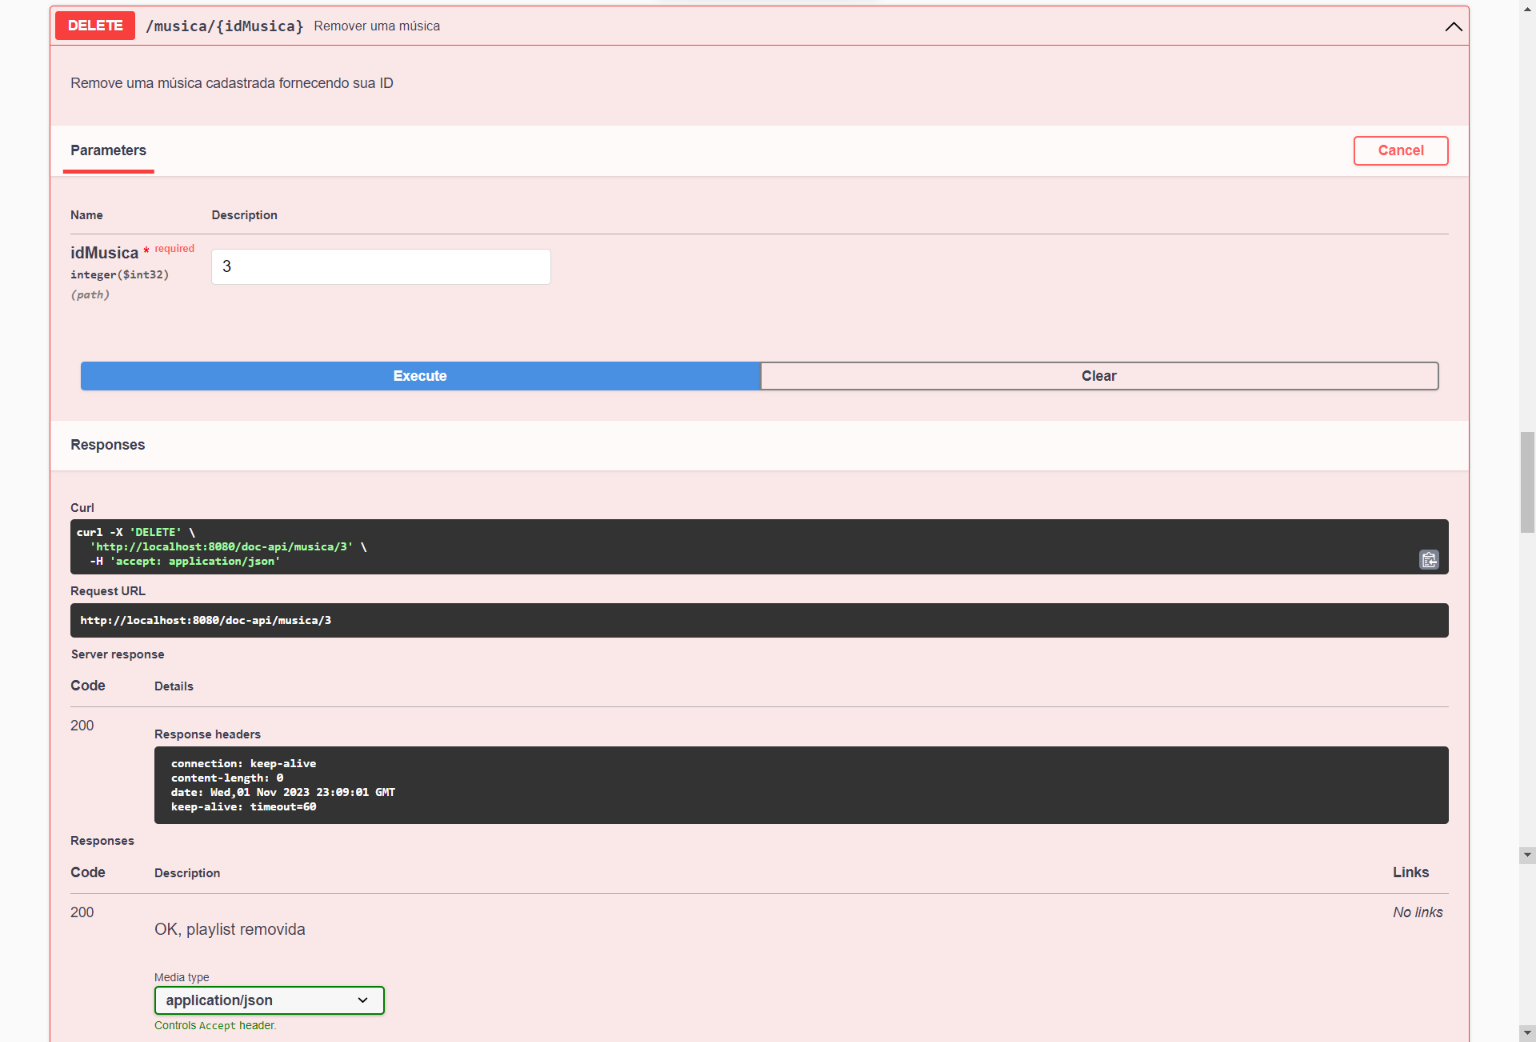 DELETE /musica/{idMusica} Remover uma música
Remove uma música cadastrada fornecendo sua ID
Parameters
Cancel
Name Description
idMusica * required
integer($int32)
(path)
3
Execute
Clear
Responses
Curl
curl -X 'DELETE' \
'http://localhost:8080/doc-api/musica/3' \
-H 'accept: application/json'
Request URL
http://localhost:8080/doc-api/musica/3
Server response
Code Details
200
Response headers
connection: keep-alive
content-length: 0
date: Wed,01 Nov 2023 23:09:01 GMT
keep-alive: timeout=60
Responses
Code Description Links
200
OK, playlist removida
No links
Media type
application/json
Controls Accept header.